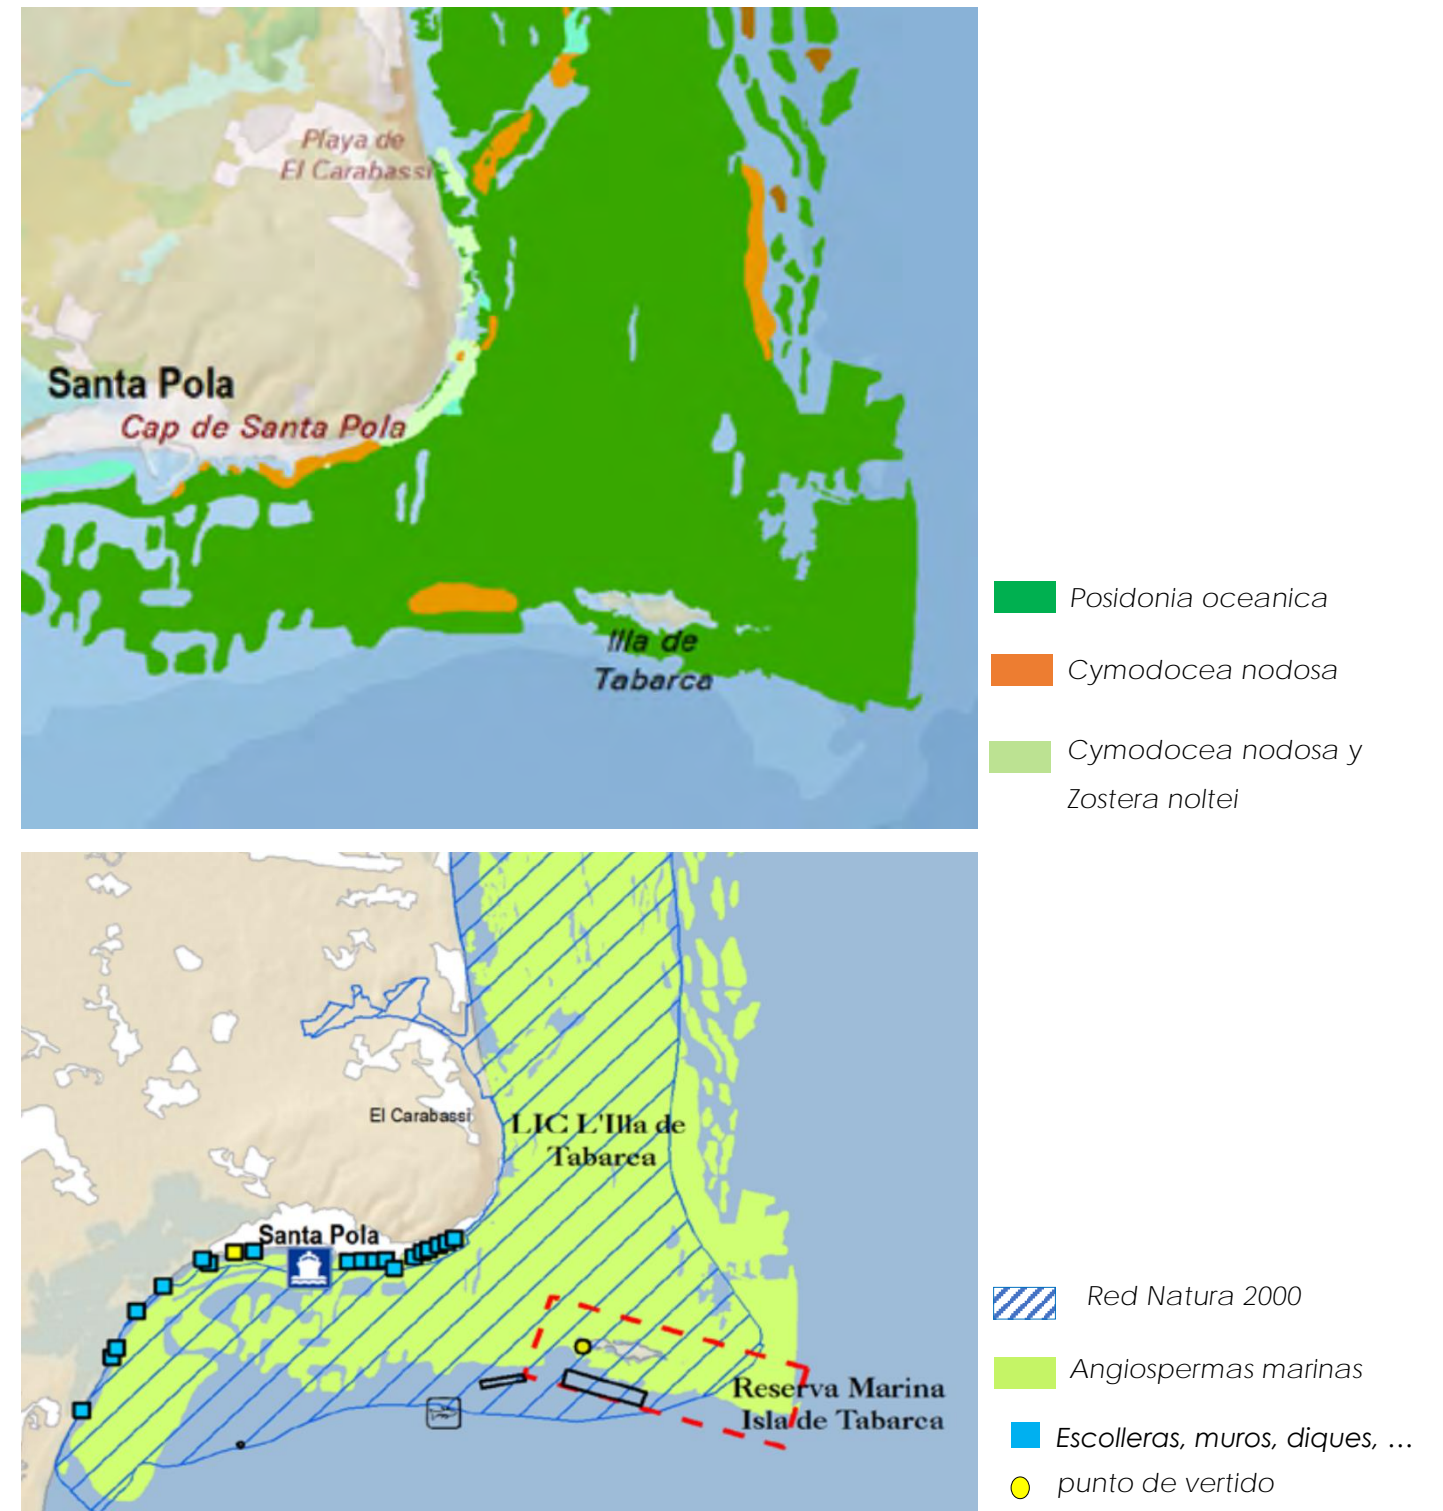 Playa de
El Carabassi
Santa Pola
Cap de Santa Pola
Illa de
Tabarca
Posidonia oceanica
Cymodocea nodosa
Cymodocea nodosa y
Zostera noltei
El Carabassi
LIC L'Illa de
Tabarca
Santa Pola
Reserva Marina
Isla de Tabarca
Red Natura 2000
Angiospermas marinas
Escolleras, muros, diques, ...
punto de vertido